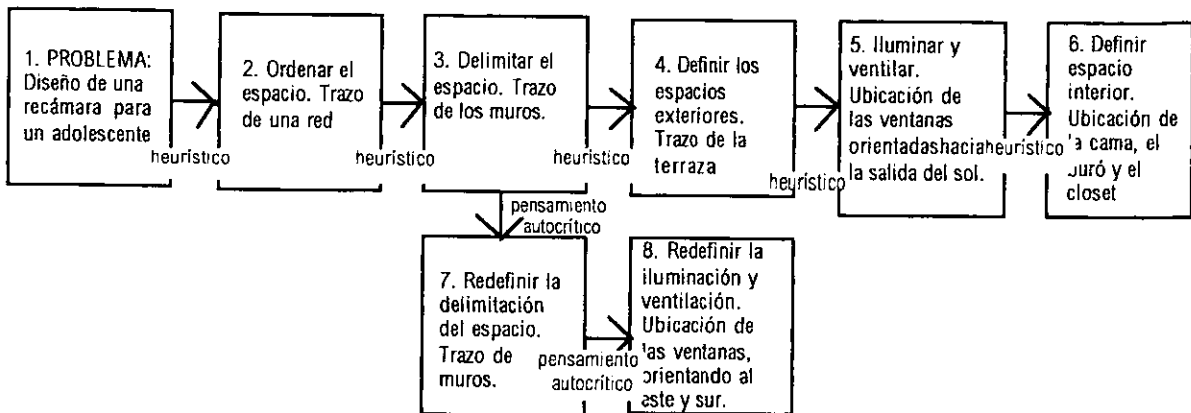 1. PROBLEMA:
Diseño de una
recámara para
un adolescente
heurístico
2. Ordenar el
espacio. Trazo
de una red
heurístico
3. Delimitar el
espacio. Trazo
de los muros.
heurístico
4. Definir los
espacios
exteriores.
Trazo de la
terraza
heurístico
5. Iluminar y
ventilar.
Ubicación de
las ventanas
orientadashacia
la salida del sol.
heurístico
6. Definir
espacio
interior.
Ubicación de
la cama, el
buró y el
closet
pensamiento
autocrítico
7. Redefinir la
delimitación
del espacio.
Trazo de
muros.
pensamiento
autocrítico
8. Redefinir la
iluminación y
ventilación.
Ubicación de
las ventanas,
orientando al
este y sur.